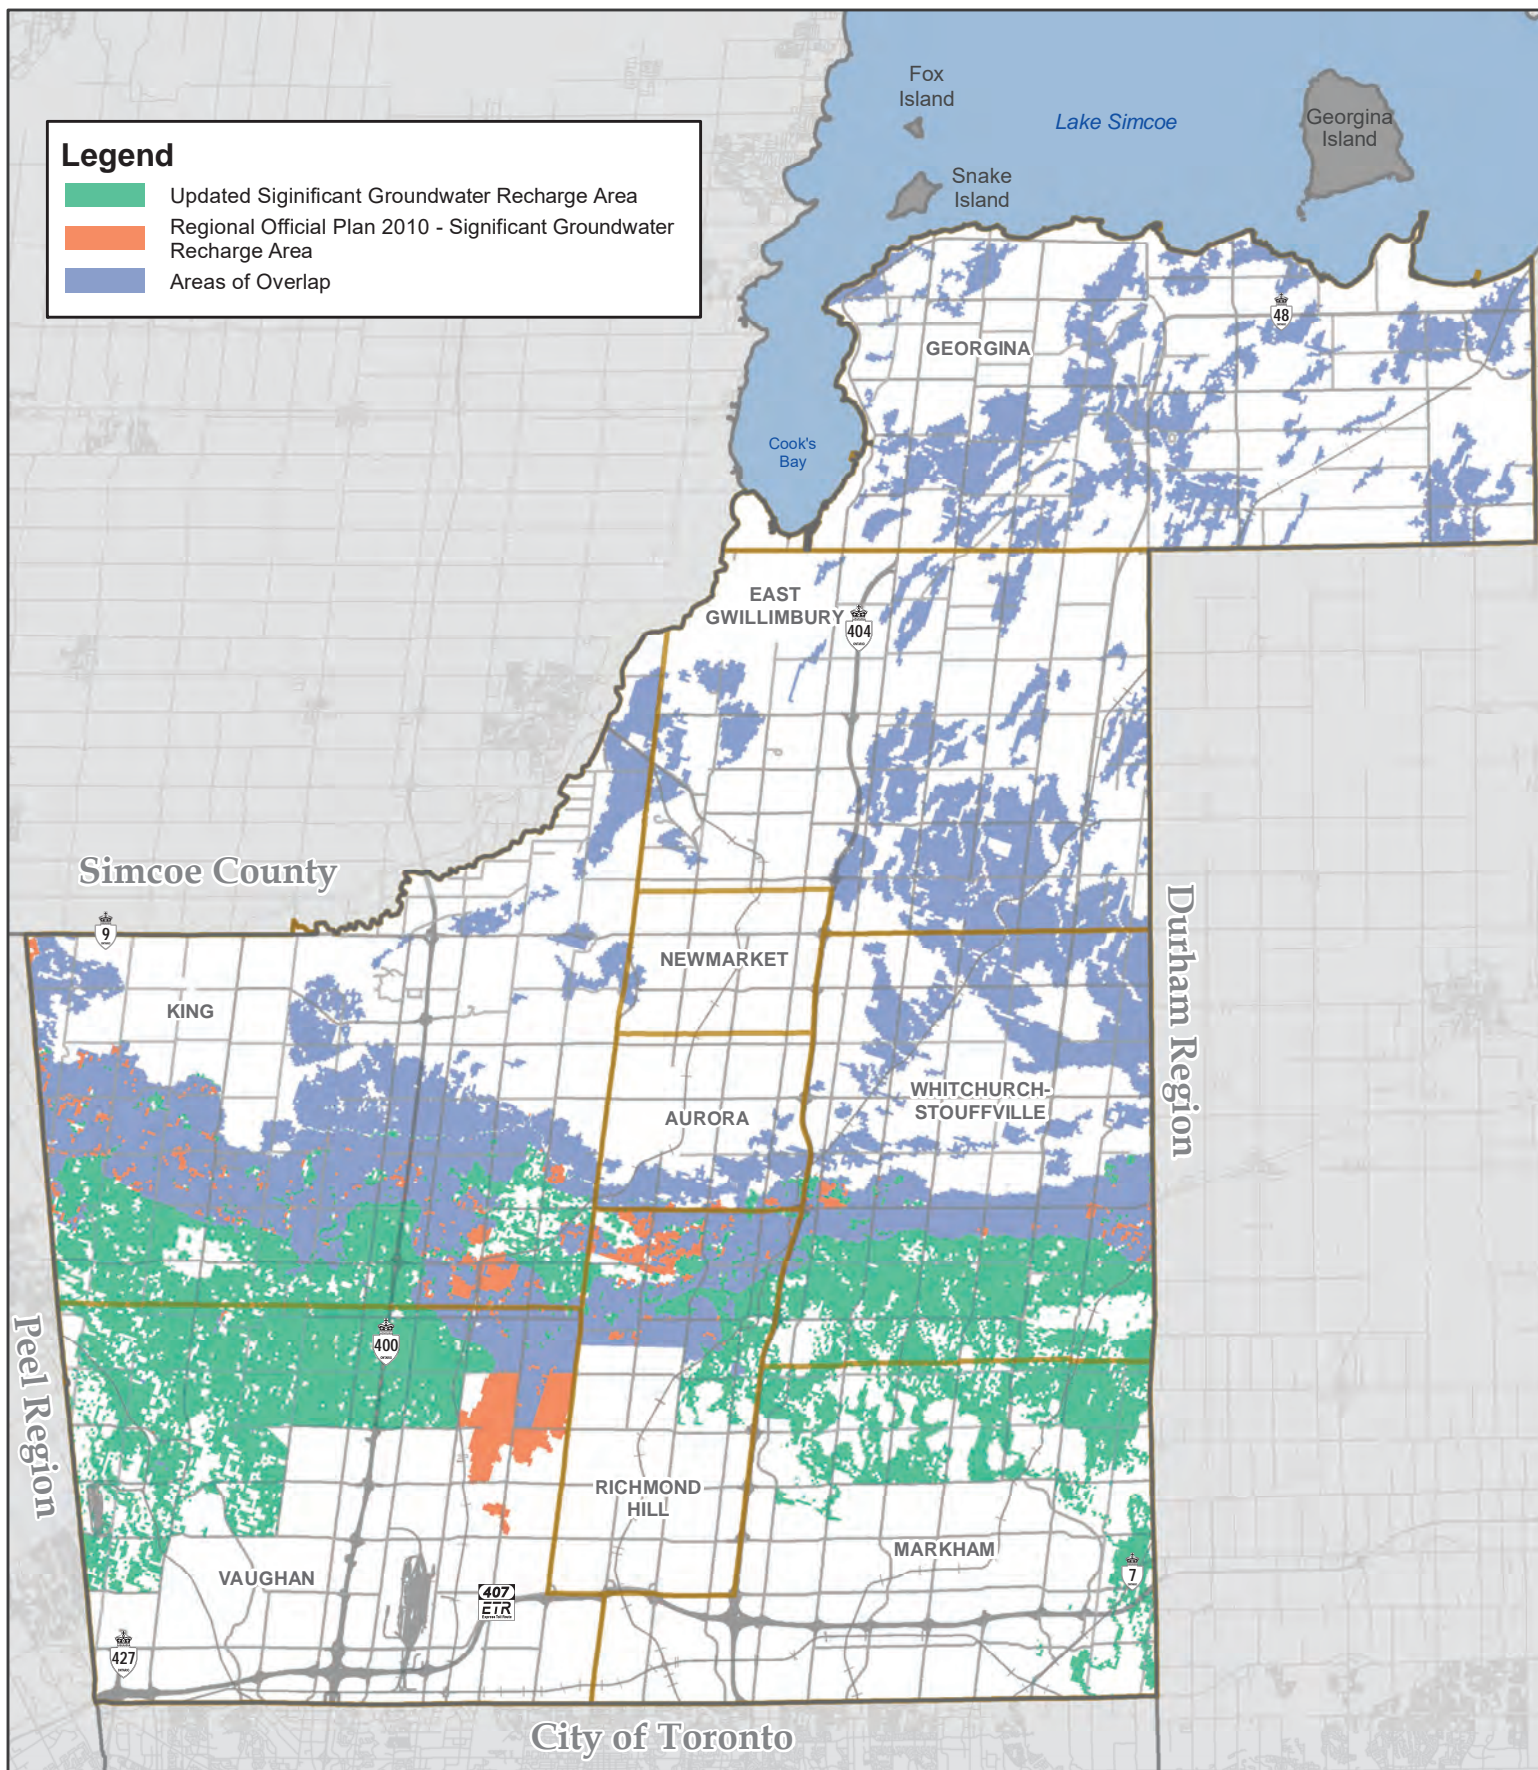 Fox
Island
Lake Simcoe
Georgina
Island
Snake
Island
Legend
Updated Siginificant Groundwater Recharge Area
Regional Official Plan 2010 - Significant Groundwater
Recharge Area
Areas of Overlap
48
GEORGINA
Cook's
Bay
EAST
GWILLIMBURY
404
Simcoe County
Durham Region
9
NEWMARKET
KING
WHITCHURCH-
STOUFFVILLE
AURORA
Peel Region
400
RICHMOND
HILL
MARKHAM
VAUGHAN
7
407
ETR
427
City of Toronto